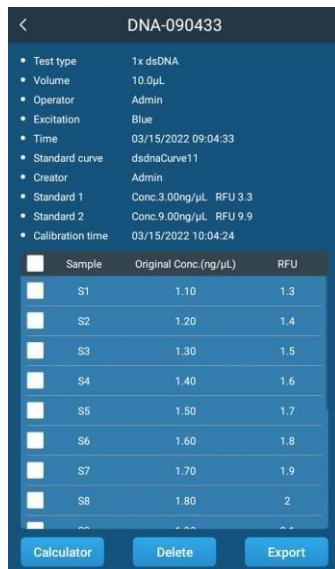 DNA-090433
Test type 1x dsDNA
Volume 10.0μL
Operator Admin
Excitation Blue
Time 03/15/2022 09:04:33
Standard curve dsdnaCurve11
Creator Admin
Standard 1 Conc.3.00ng/μL RFU 3.3
Standard 2 Conc.9.00ng/μL RFU 9.9
Calibration time 03/15/2022 10:04:24
Sample Original Conc.(ng/μL) RFU
S1 1.10 1.3
S2 1.20 1.4
S3 1.30 1.5
S4 1.40 1.6
S5 1.50 1.7
S6 1.60 1.8
S7 1.70 1.9
S8 1.80 2
Calculator Delete Export